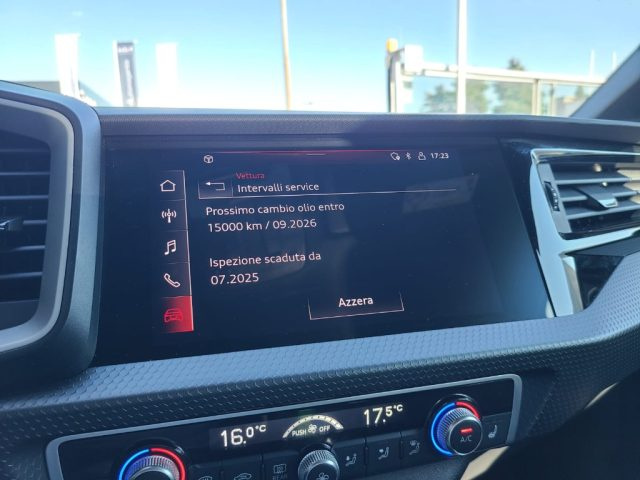 17:23
Vettura
Intervalli service
Prossimo cambio olio entro
15000 km / 09.2026
Ispezione scaduta da
07.2025
Azzera
16.0°C
17.5°C
PUSH OFF
A/C
REAR